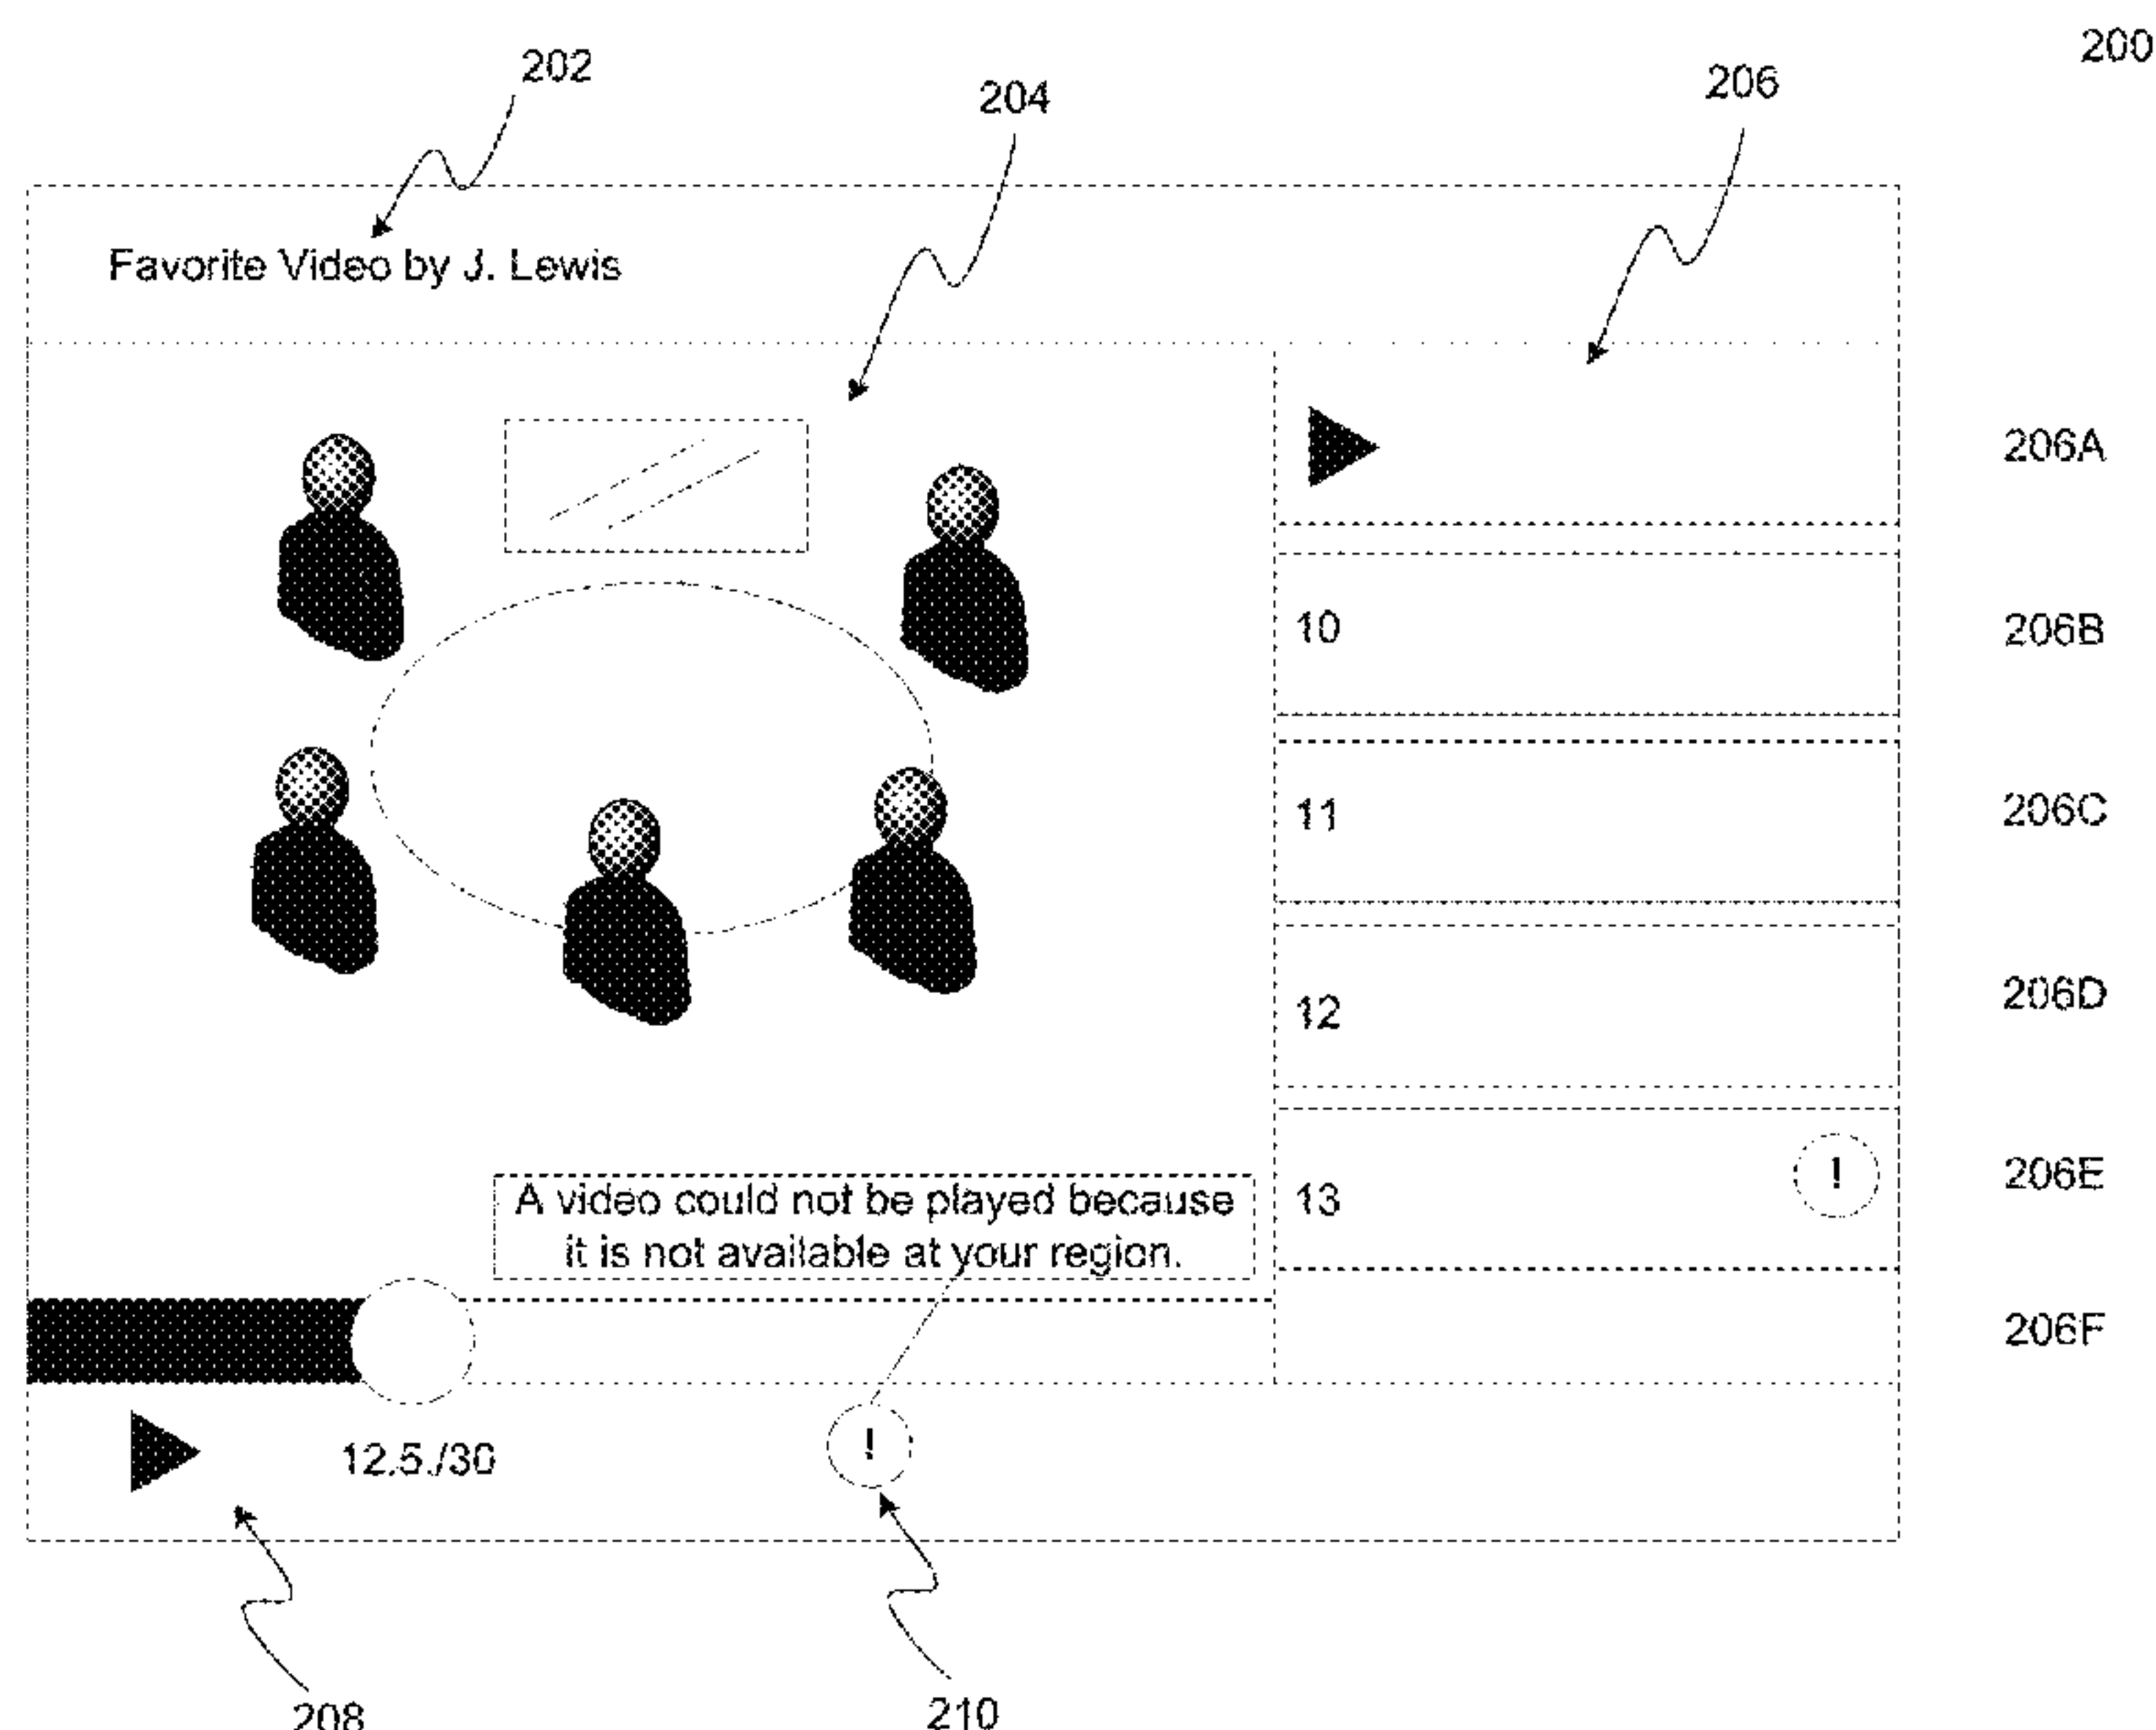 200
202
204
206
Favorite Video by J. Lewis
206A
10
206B
11
206C
12
206D
13
!
206E
A video could not be played because
it is not available at your region.
206F
12.5./30
!
208
210